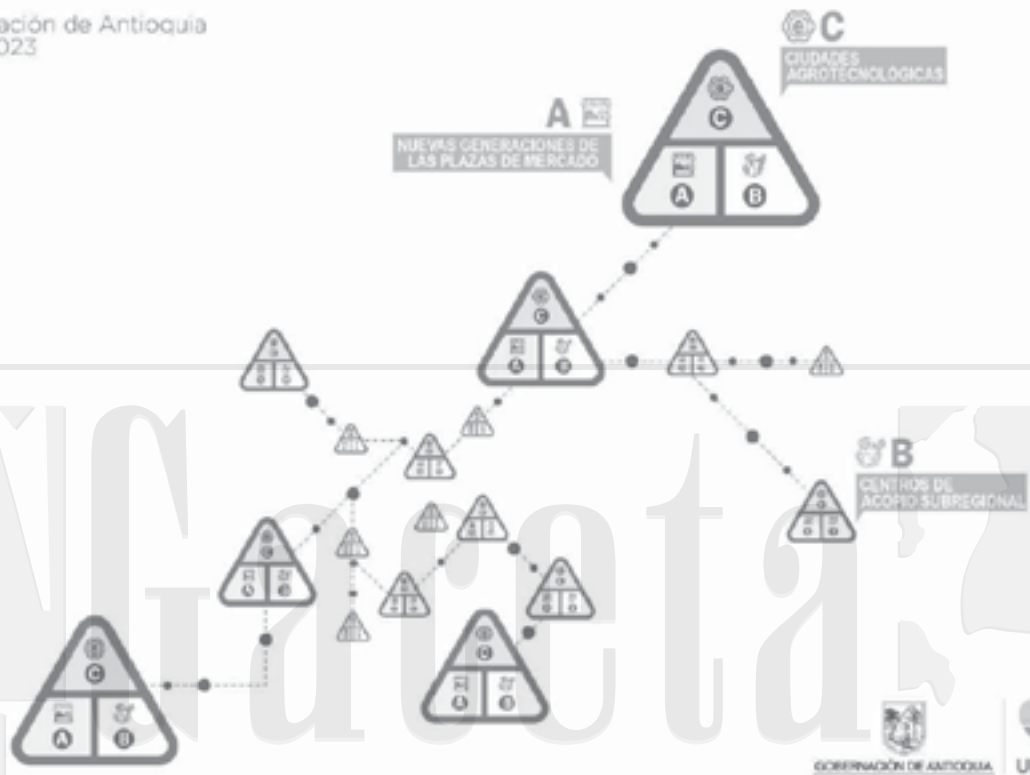 ación de Antioquia
023
C
CIUDADES
AGROTECNOLÓGICAS
A
NUEVAS GENERACIONES DE
LAS PLAZAS DE MERCADO
C
A B
C
A B
B
CENTROS DE
ACOPIO SUBREGIONAL
C
A B
C
A B
C
A B
Gaceta
GOBERNACIÓN DE ANTIOQUIA